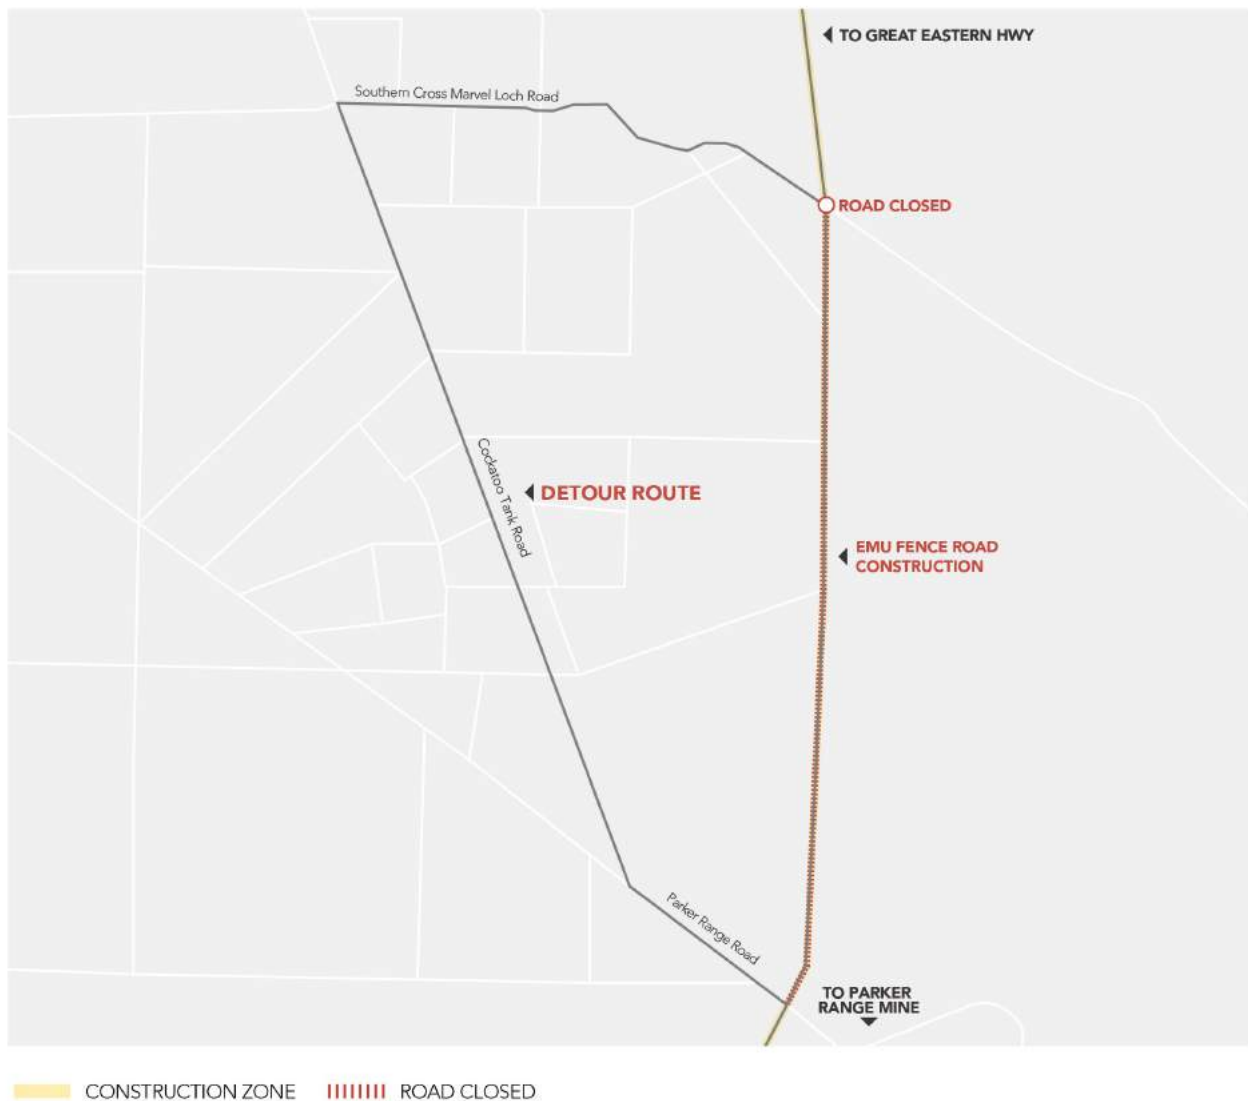 TO GREAT EASTERN HWY
Southern Cross Marvel Loch Road
ROAD CLOSED
Cockatoo Tank Road
DETOUR ROUTE
EMU FENCE ROAD
CONSTRUCTION
Parker Range Road
TO PARKER
RANGE MINE
CONSTRUCTION ZONE
ROAD CLOSED